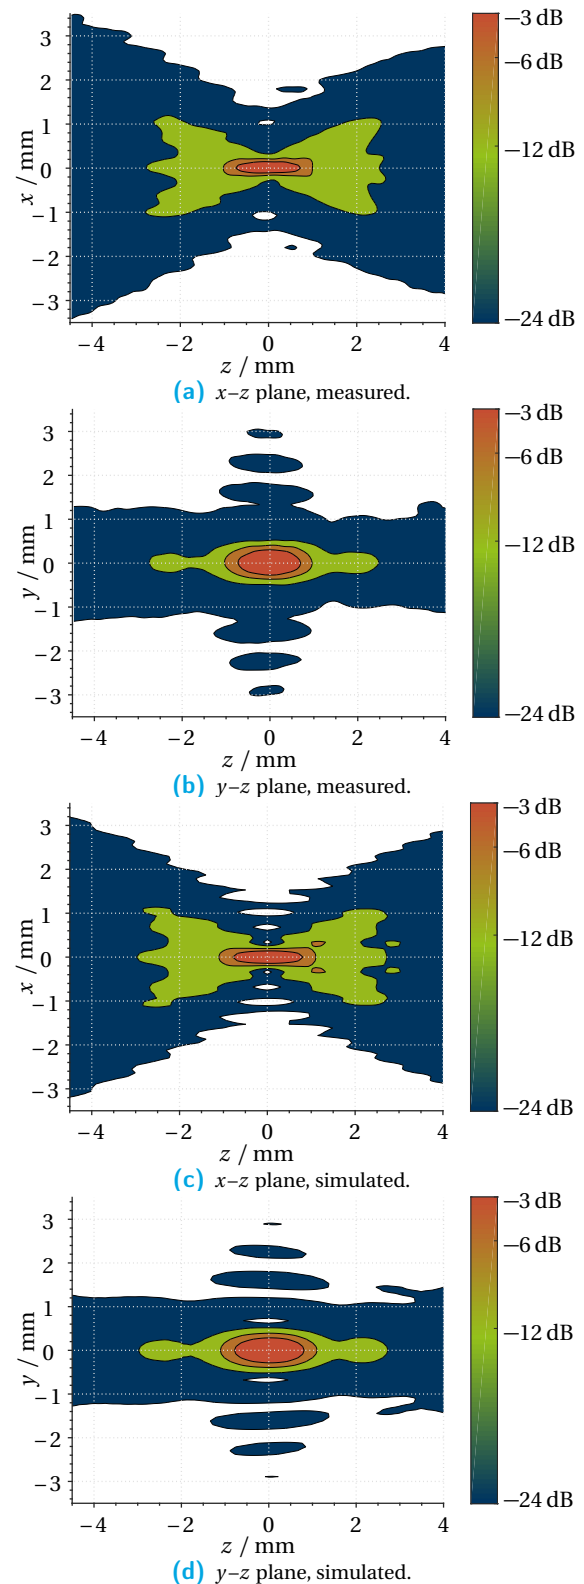 3
2
1
0
−1
−2
−3
x / mm
−4
−2
0
2
4
z / mm
−3 dB
−6 dB
−12 dB
−24 dB
(a) x–z plane, measured.
3
2
1
0
−1
−2
−3
y / mm
−4
−2
0
2
4
z / mm
−3 dB
−6 dB
−12 dB
−24 dB
(b) y–z plane, measured.
3
2
1
0
−1
−2
−3
x / mm
−4
−2
0
2
4
z / mm
−3 dB
−6 dB
−12 dB
−24 dB
(c) x–z plane, simulated.
3
2
1
0
−1
−2
−3
y / mm
−4
−2
0
2
4
z / mm
−3 dB
−6 dB
−12 dB
−24 dB
(d) y–z plane, simulated.